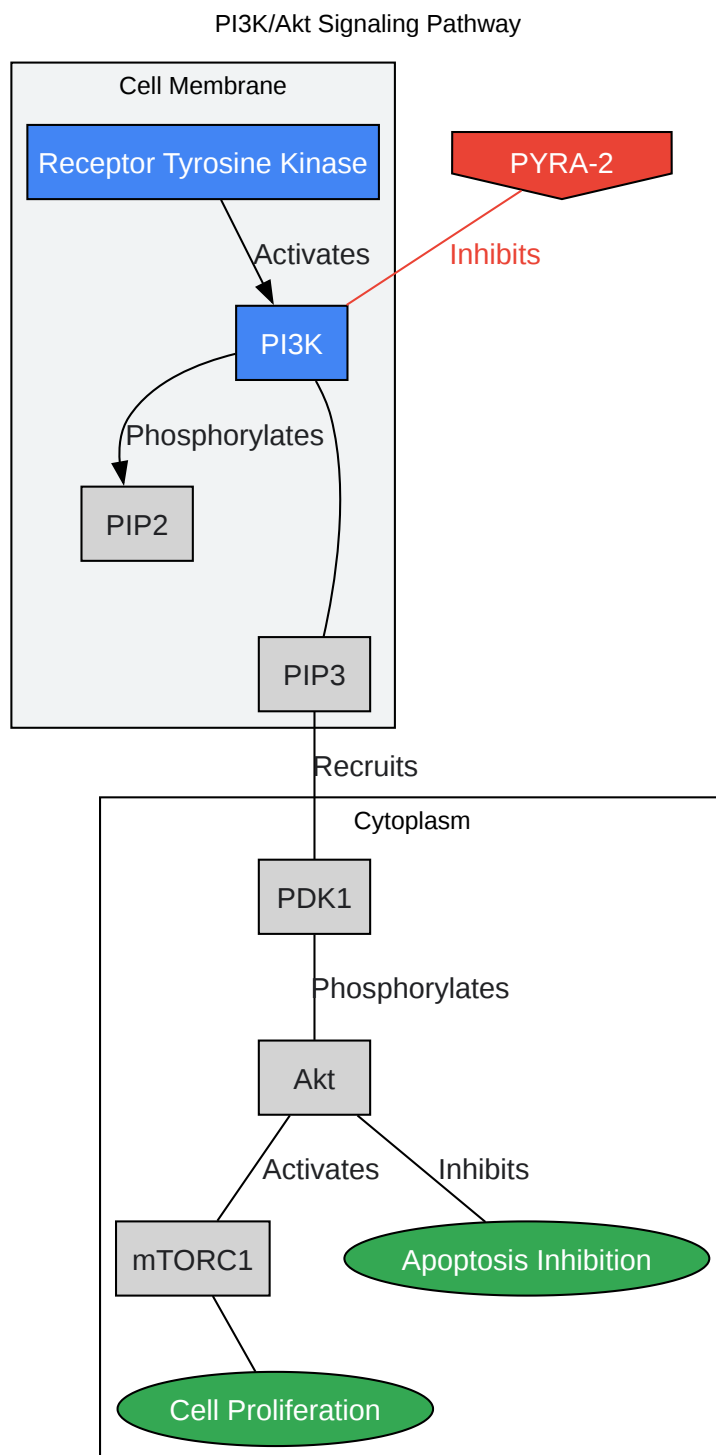 PI3K/Akt Signaling Pathway
Cell Membrane
Receptor Tyrosine Kinase
PYRA-2
Activates
Inhibits
PI3K
Phosphorylates
PIP2
PIP3
Recruits
Cytoplasm
PDK1
Phosphorylates
Akt
Activates
Inhibits
mTORC1
Apoptosis Inhibition
Cell Proliferation